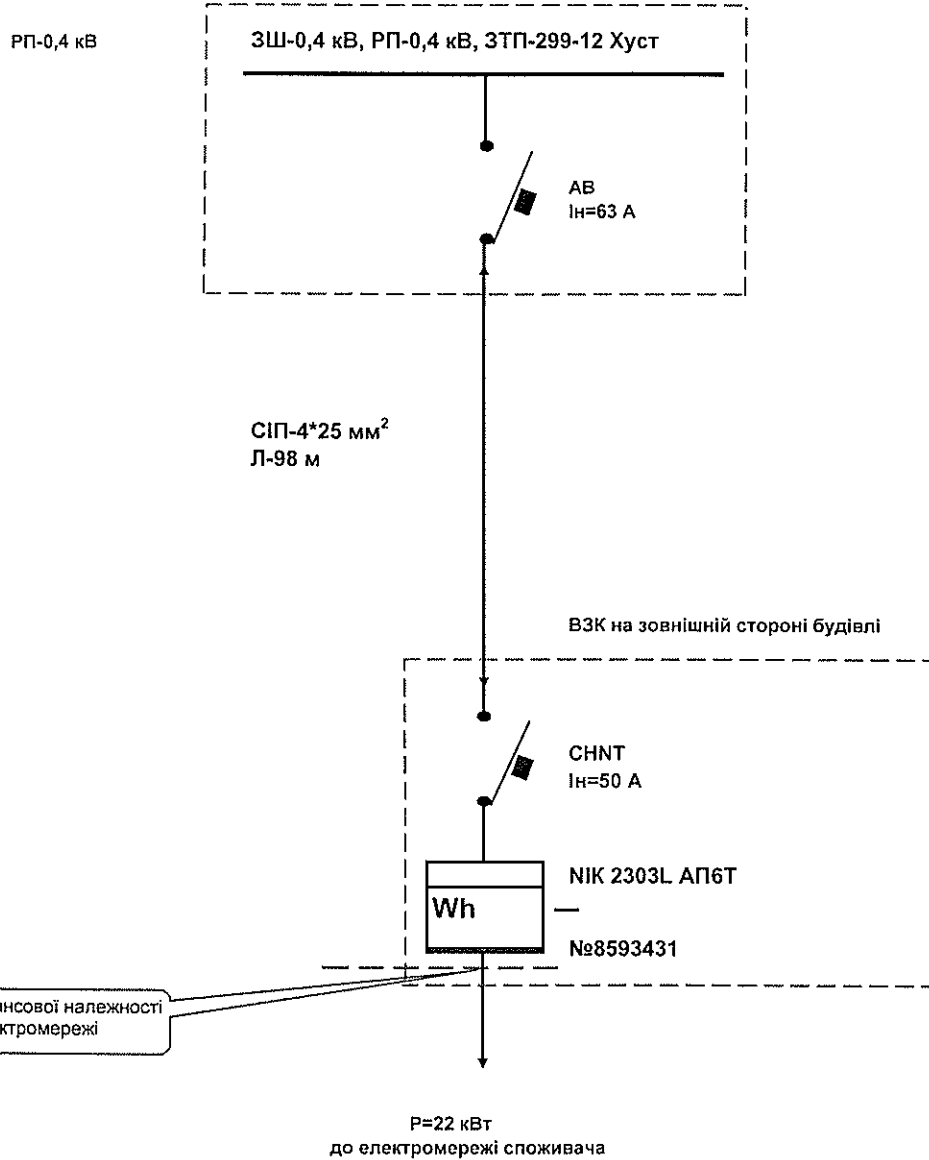 РП-0,4 кВ
ЗШ-0,4 кВ, РП-0,4 кВ, ЗТП-299-12 Хуст
АВ
Ін=63 А
СІП-4*25 мм²
Л-98 м
ВЗК на зовнішній стороні будівлі
CHNT
Ін=50 А
NІК 2303L АП6Т
Wh
№8593431
нсової належності
ктромережі
Р=22 кВт
до електромережі споживача